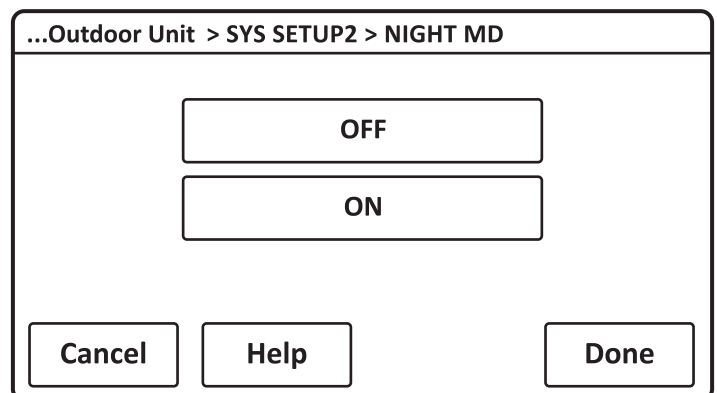 ...Outdoor Unit > SYS SETUP2 > NIGHT MD
OFF
ON
Cancel Help Done